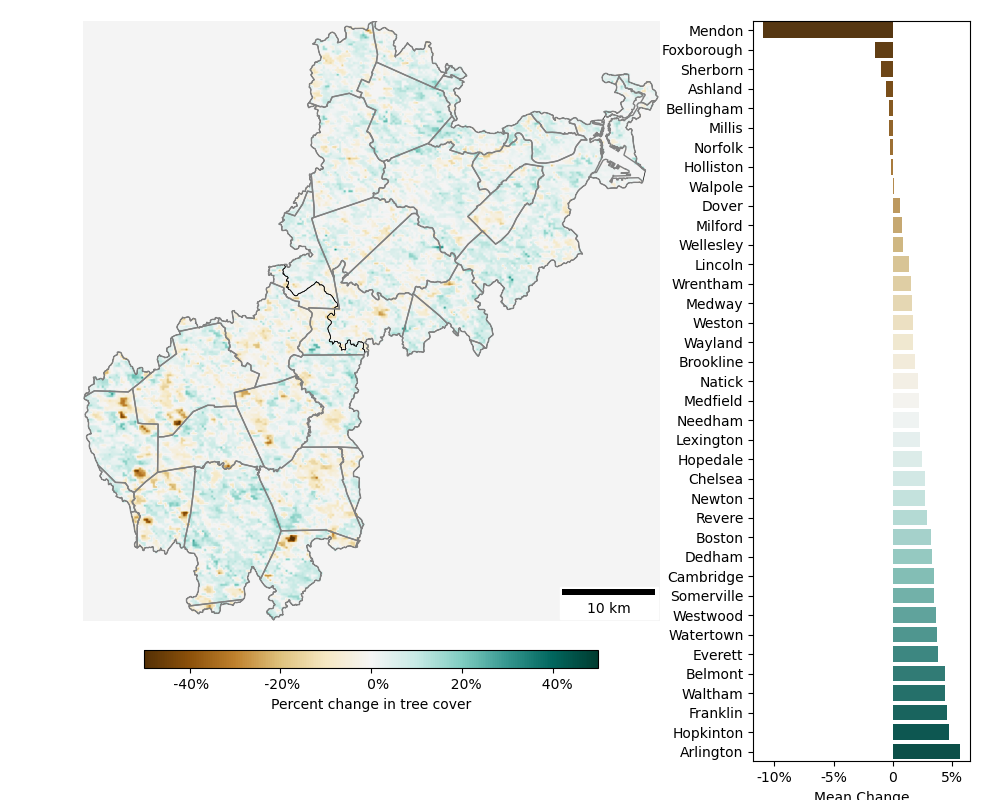 10 km
-40%
-20%
0%
20%
40%
Percent change in tree cover
Mendon
Foxborough
Sherborn
Ashland
Bellingham
Millis
Norfolk
Holliston
Walpole
Dover
Milford
Wellesley
Lincoln
Wrentham
Medway
Weston
Wayland
Brookline
Natick
Medfield
Needham
Lexington
Hopedale
Chelsea
Newton
Revere
Boston
Dedham
Cambridge
Somerville
Westwood
Watertown
Everett
Belmont
Waltham
Franklin
Hopkinton
Arlington
-10%
-5%
0
5%
Mean Change